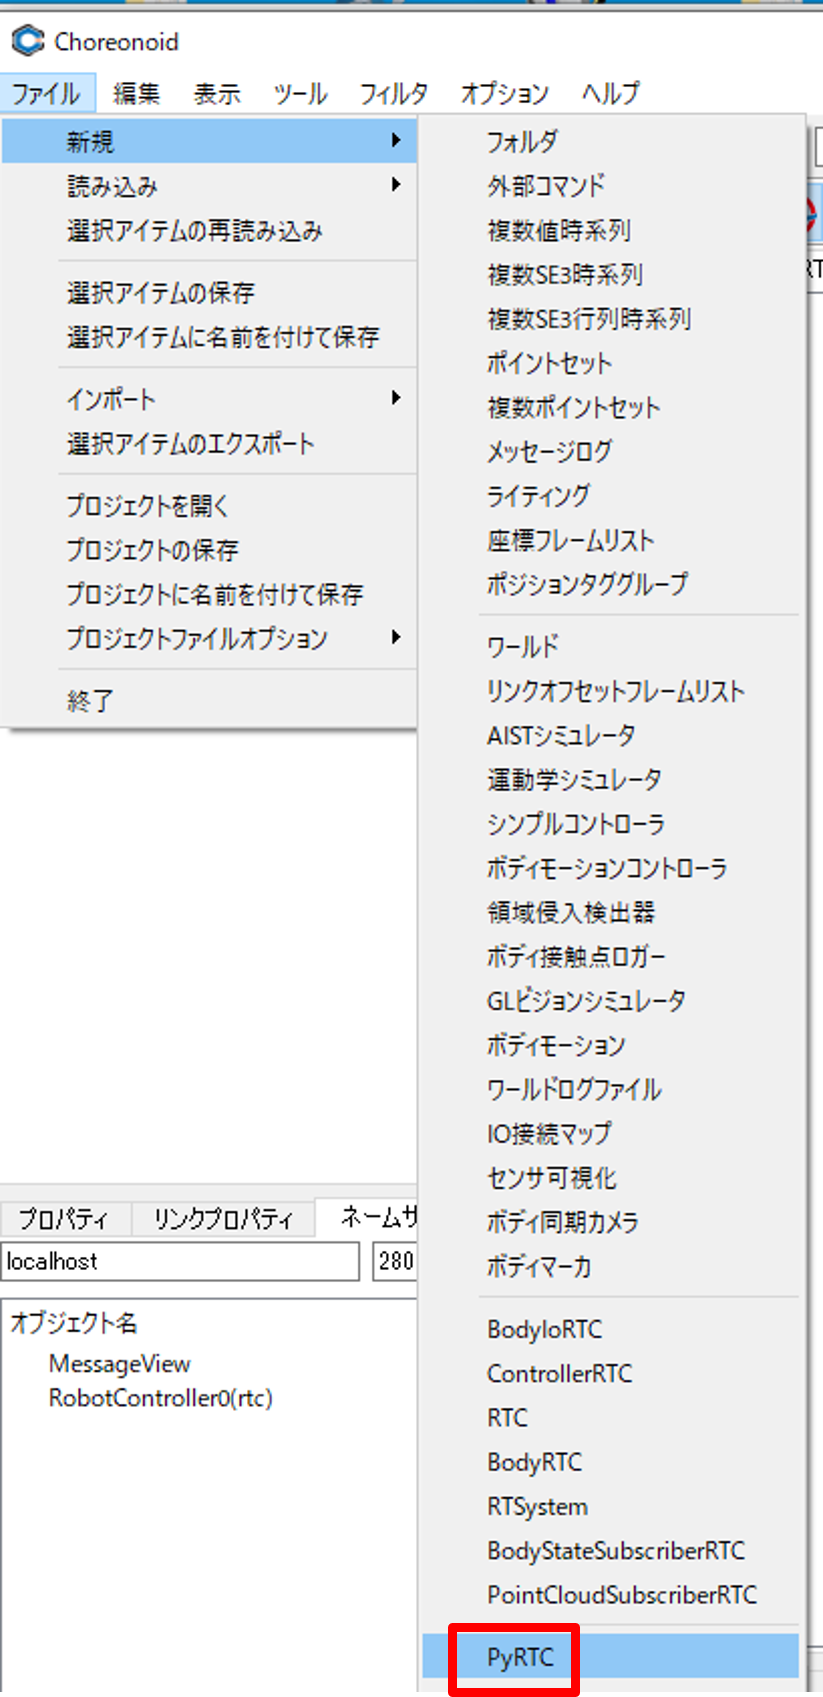 Choreonoid
ファイル 編集 表示 ツール フィルタ オプション ヘルプ
新規
読み込み
選択アイテムの再読み込み
選択アイテムの保存
選択アイテムに名前を付けて保存
インポート
選択アイテムのエクスポート
プロジェクトを開く
プロジェクトの保存
プロジェクトに名前を付けて保存
プロジェクトファイルオプション
終了
フォルダ
外部コマンド
複数値時系列
複数SE3時系列
複数SE3行列時系列
ポイントセット
複数ポイントセット
メッセージログ
ライティング
座標フレームリスト
ポジションタググループ
ワールド
リンクオフセットフレームリスト
AISTシミュレータ
運動学シミュレータ
シンプルコントローラ
ボディモーションコントローラ
領域侵入検出器
ボディ接触点ロガー
GLビジョンシミュレータ
ボディモーション
ワールドログファイル
IO接続マップ
センサ可視化
ボディ同期カメラ
ボディマーカ
BodyIoRTC
ControllerRTC
RTC
BodyRTC
RTSystem
BodyStateSubscriberRTC
PointCloudSubscriberRTC
PyRTC
プロパティ リンクプロパティ ネームサ
localhost 280
オブジェクト名
MessageView
RobotController0(rtc)